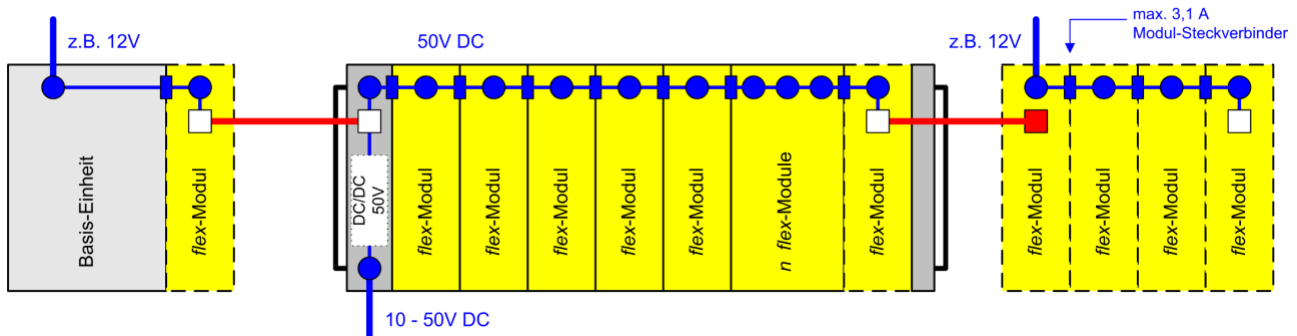 max. 3,1 A
Modul-Steckverbinder
z.B. 12V
50V DC
z.B. 12V
Basis-Einheit
flex-Modul
DC/DC
50V
flex-Modul
flex-Modul
flex-Modul
flex-Modul
flex-Modul
n flex-Module
flex-Modul
flex-Modul
flex-Modul
flex-Modul
flex-Modul
10 - 50V DC